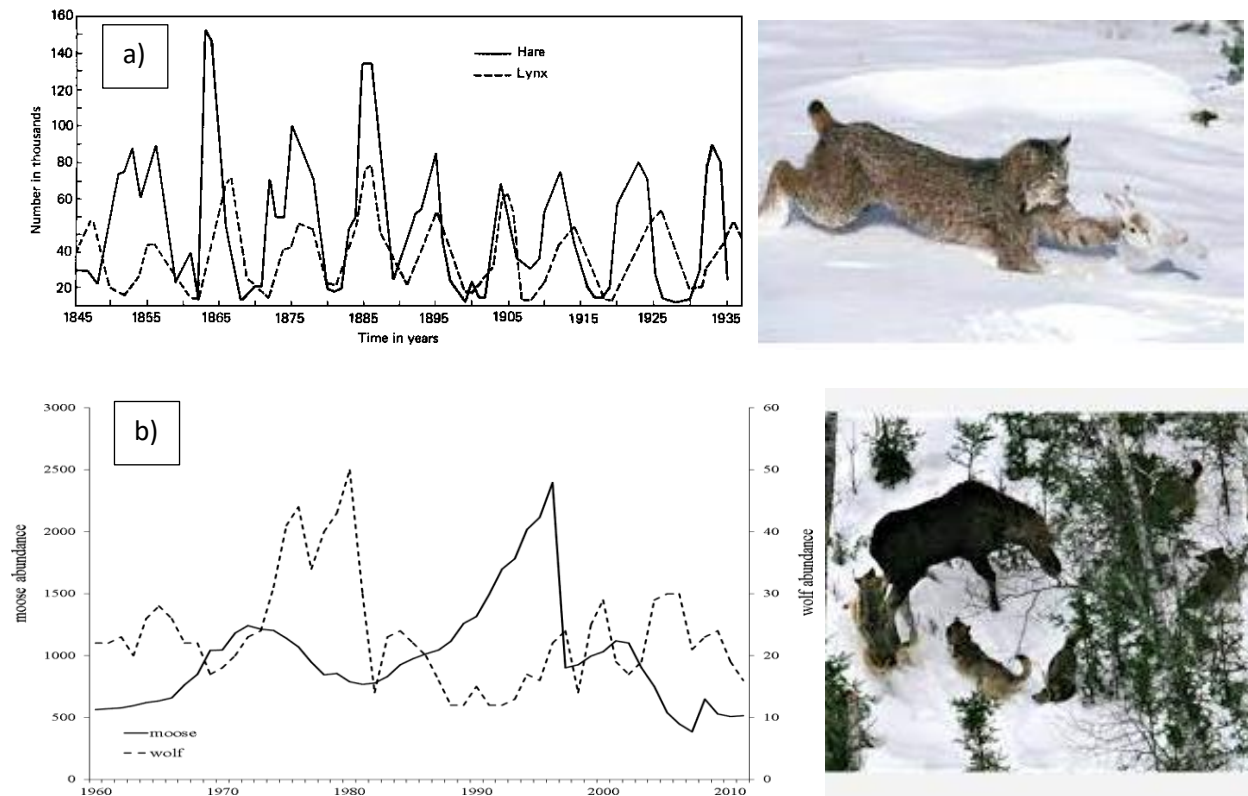 a)
Hare
Lynx
Number in thousands
160
140
120
100
80
60
40
20
1845 1855 1865 1875 1885 1895 1905 1915 1925 1935
Time in years
b)
moose abundance
3000
2500
2000
1500
1000
500
0
moose
wolf
1960 1970 1980 1990 2000 2010
60
50
40
30
20
10
0
wolf abundance